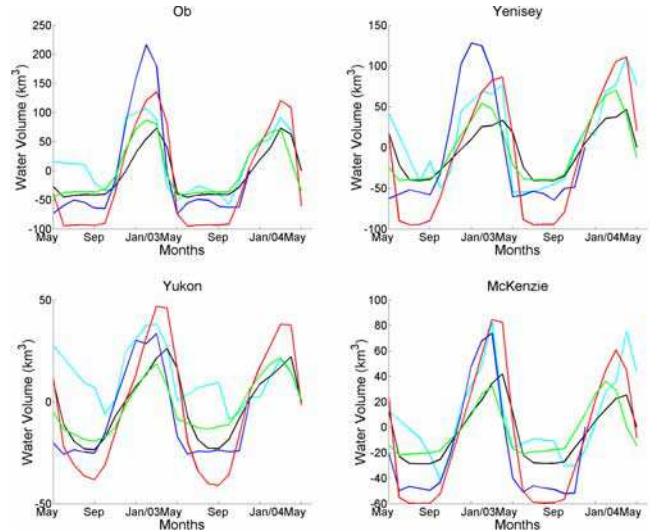 Ob
Water Volume (km³)
250
200
150
100
50
0
-50
-100
May Sep Jan/03May Sep Jan/04May
Months
Yenisey
Water Volume (km³)
150
100
50
0
-50
-100
May Sep Jan/03May Sep Jan/04May
Months
Yukon
Water Volume (km³)
50
0
-50
May Sep Jan/03May Sep Jan/04May
Months
McKenzie
Water Volume (km³)
100
80
60
40
20
0
-20
-40
-60
May Sep Jan/03May Sep Jan/04May
Months